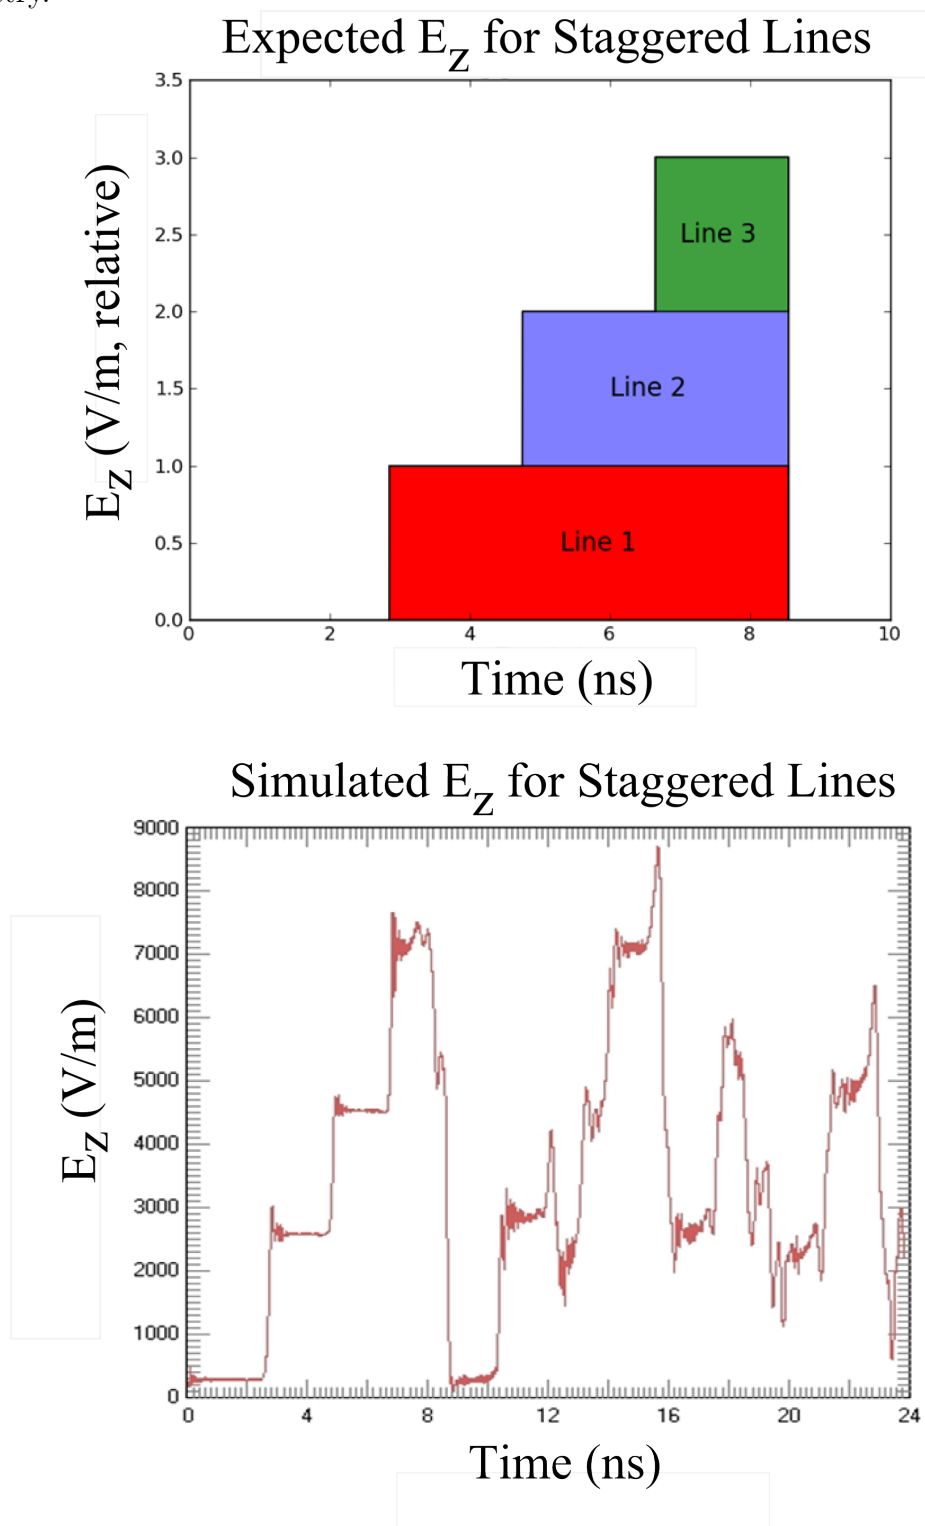 Expected E_Z for Staggered Lines
3.5
3.0
2.5
2.0
1.5
1.0
0.5
0.0
E_Z (V/m, relative)
Line 3
Line 2
Line 1
0 2 4 6 8 10
Time (ns)
Simulated E_Z for Staggered Lines
9000
8000
7000
6000
5000
4000
3000
2000
1000
0
E_Z (V/m)
0 4 8 12 16 20 24
Time (ns)